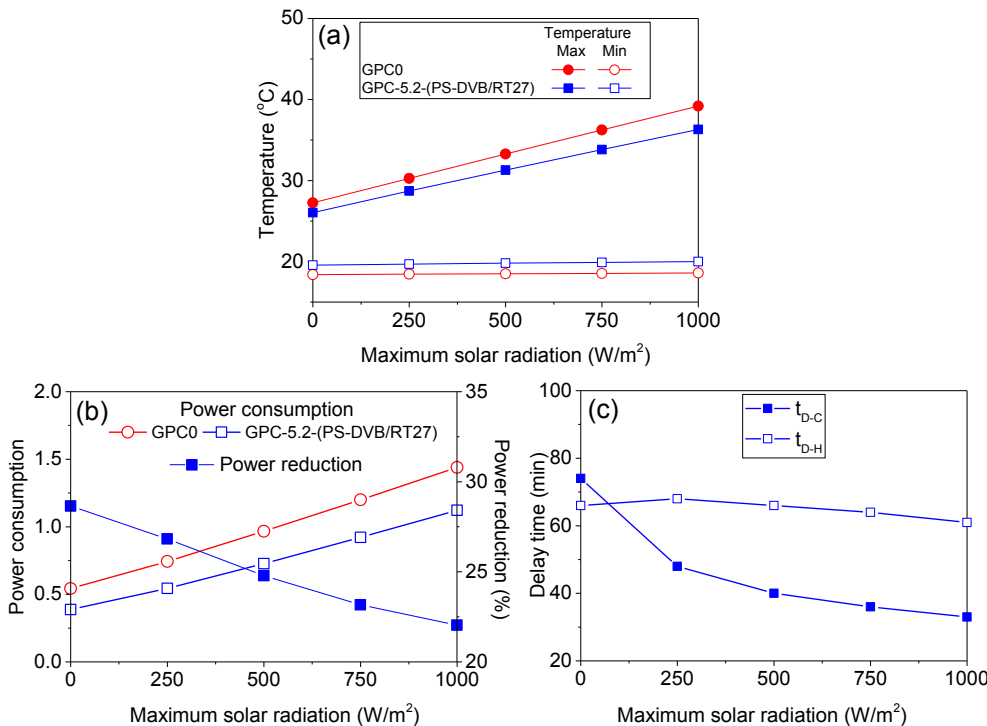 (a)
Temperature
Max Min
GPC0
GPC-5.2-(PS-DVB/RT27)
Temperature (°C)
50
40
30
20
0 250 500 750 1000
Maximum solar radiation (W/m²)
(b)
Power consumption
GPC0 GPC-5.2-(PS-DVB/RT27)
Power reduction
Power consumption
2.0
1.5
1.0
0.5
0.0
Power reduction (%)
35
30
25
20
0 250 500 750 1000
Maximum solar radiation (W/m²)
(c)
t_D-C
t_D-H
Delay time (min)
100
80
60
40
20
0 250 500 750 1000
Maximum solar radiation (W/m²)